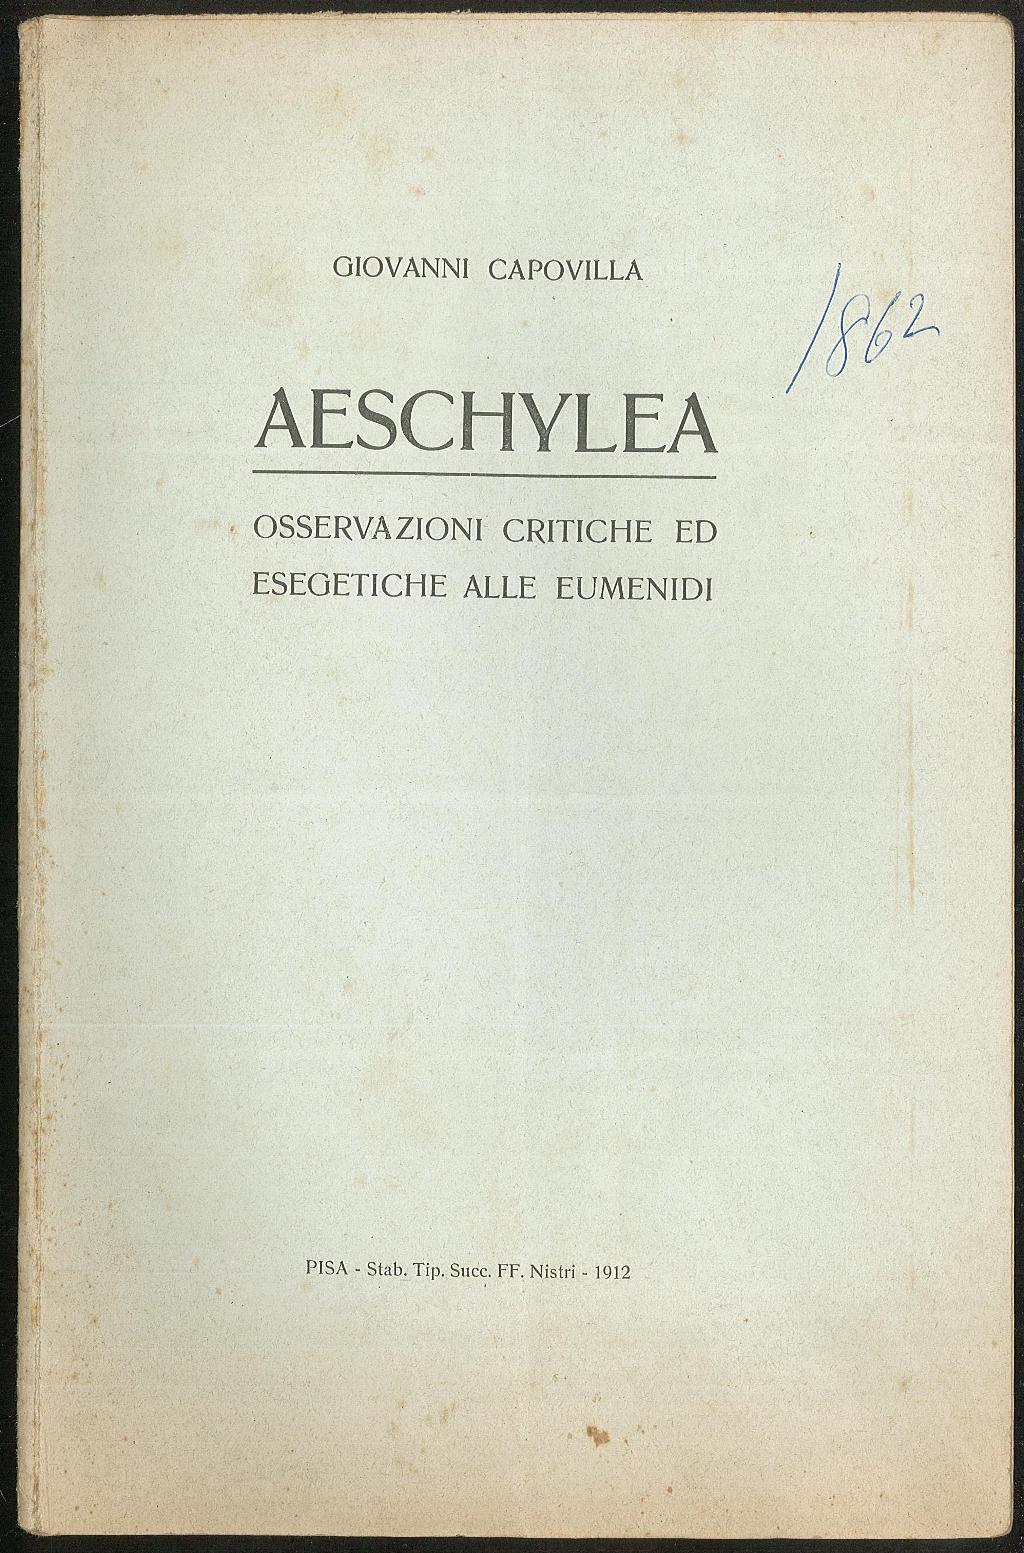 GIOVANNI CAPOVILLA
1862
AESCHYLEA
OSSERVAZIONI CRITICHE ED
ESEGETICHE ALLE EUMENIDI
PISA - Stab. Tip. Succ. FF. Nistri - 1912